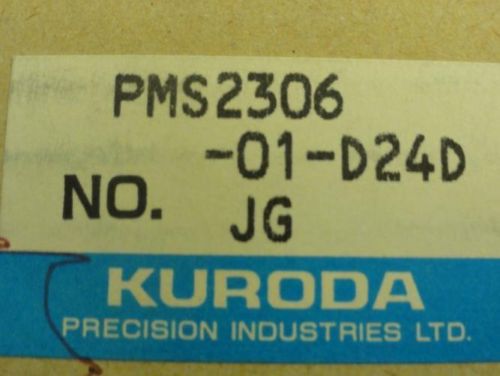 PMS2306
-01-D24D
NO. JG
KURODA
PRECISION INDUSTRIES LTD.